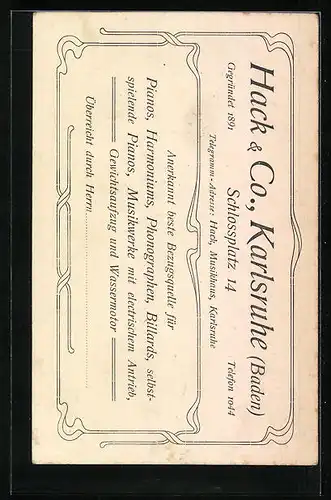 Hack & Co., Karlsruhe (Baden)
Gegründet 1891 Schlossplatz 14 Telefon 1044
Telegramm-Adresse: Hack, Musikhaus, Karlsruhe
Anerkannt beste Bezugsquelle für
Pianos, Harmoniums, Phonographen, Billards, selbst-
spielende Pianos, Musikwerke mit electrischem Antrieb,
Gewichtsaufzug und Wassermotor
Überreicht durch Herrn